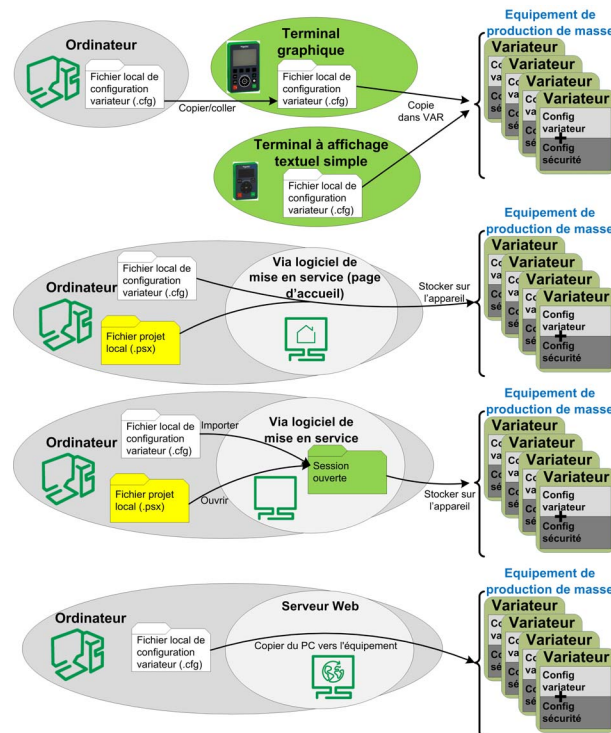 Ordinateur
Fichier local de
configuration
variateur (.cfg)
Copier/coller
Terminal
graphique
Fichier local de
configuration
variateur (.cfg)
Copie
dans VAR
Terminal à affichage
textuel simple
Fichier local de
configuration
variateur (.cfg)
Equipement de
production de masse
Variateur
Variateur
Variateur
Variateur
Config
variateur
+
Config
sécurité
Ordinateur
Fichier local de
configuration
variateur (.cfg)
Fichier projet
local (.psx)
Via logiciel de
mise en service (page
d'accueil)
Stocker sur
l'appareil
Equipement de
production de masse
Variateur
Variateur
Variateur
Variateur
Config
variateur
+
Config
sécurité
Ordinateur
Fichier local de
configuration
variateur (.cfg)
Fichier projet
local (.psx)
Importer
Ouvrir
Via logiciel de
mise en service
Session
ouverte
Stocker sur
l'appareil
Equipement de
production de masse
Variateur
Variateur
Variateur
Variateur
Config
variateur
+
Config
sécurité
Ordinateur
Fichier local de
configuration
variateur (.cfg)
Serveur Web
Copier du PC vers l'équipement
Equipement de
production de masse
Variateur
Variateur
Variateur
Variateur
Config
variateur
+
Config
sécurité